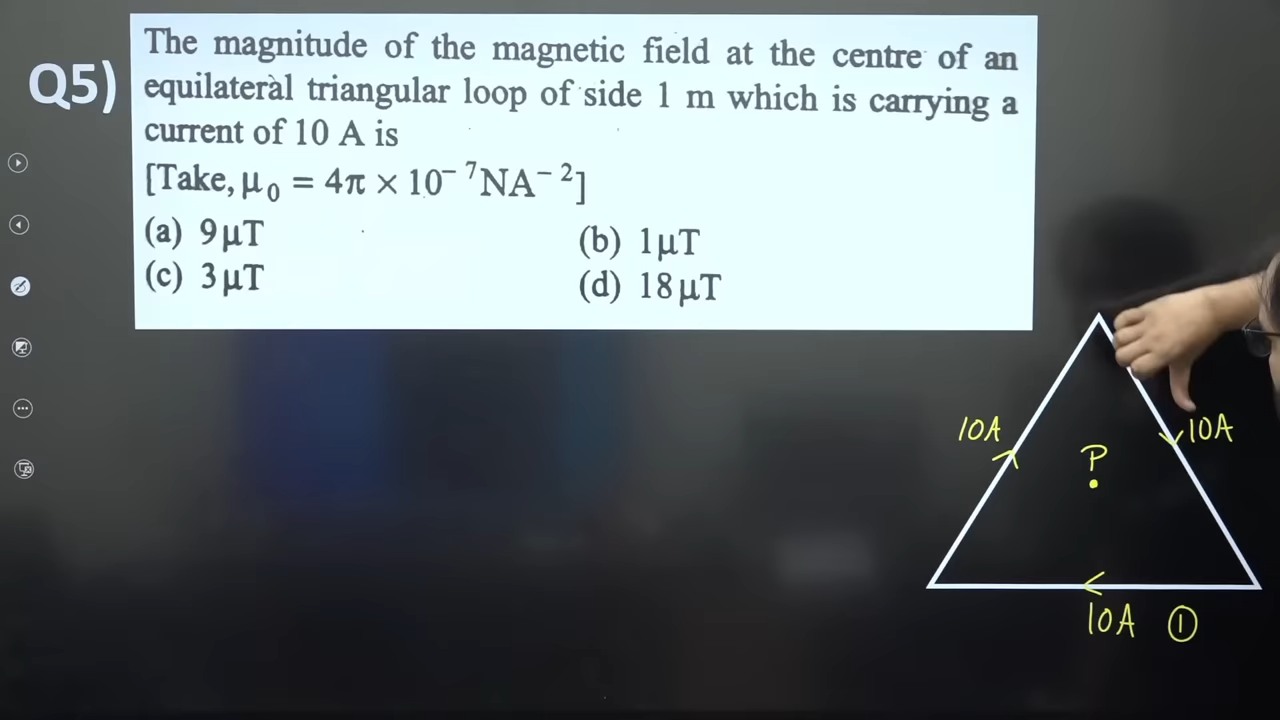 Q5)
The magnitude of the magnetic field at the centre of an
equilateral triangular loop of side 1 m which is carrying a
current of 10 A is
[Take, μ₀ = 4π × 10⁻⁷NA⁻²]
(a) 9μT (b) 1μT
(c) 3μT (d) 18μT
10A 10A
P
10A ①